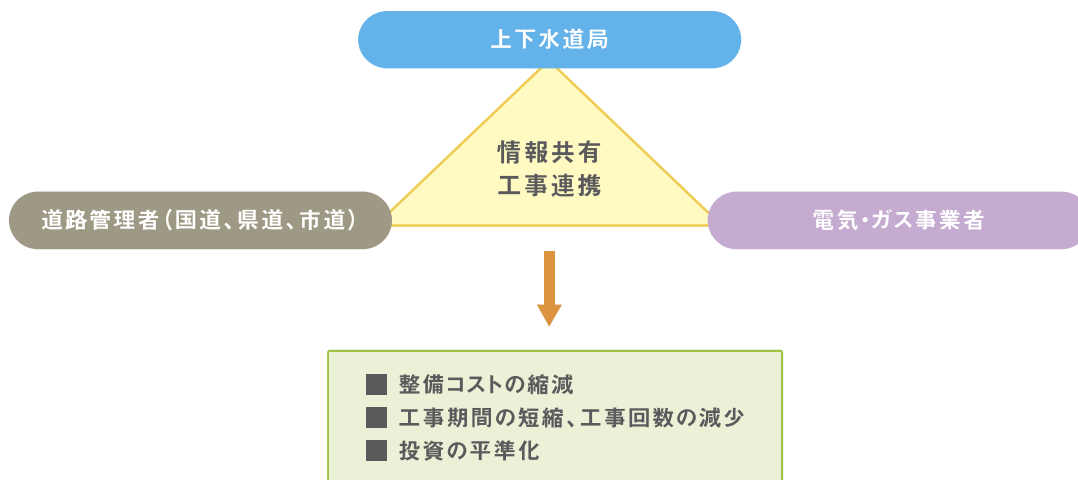 上下水道局
情報共有
工事連携
道路管理者(国道、県道、市道)
電気・ガス事業者
■ 整備コストの縮減
■ 工事期間の短縮、工事回数の減少
■ 投資の平準化